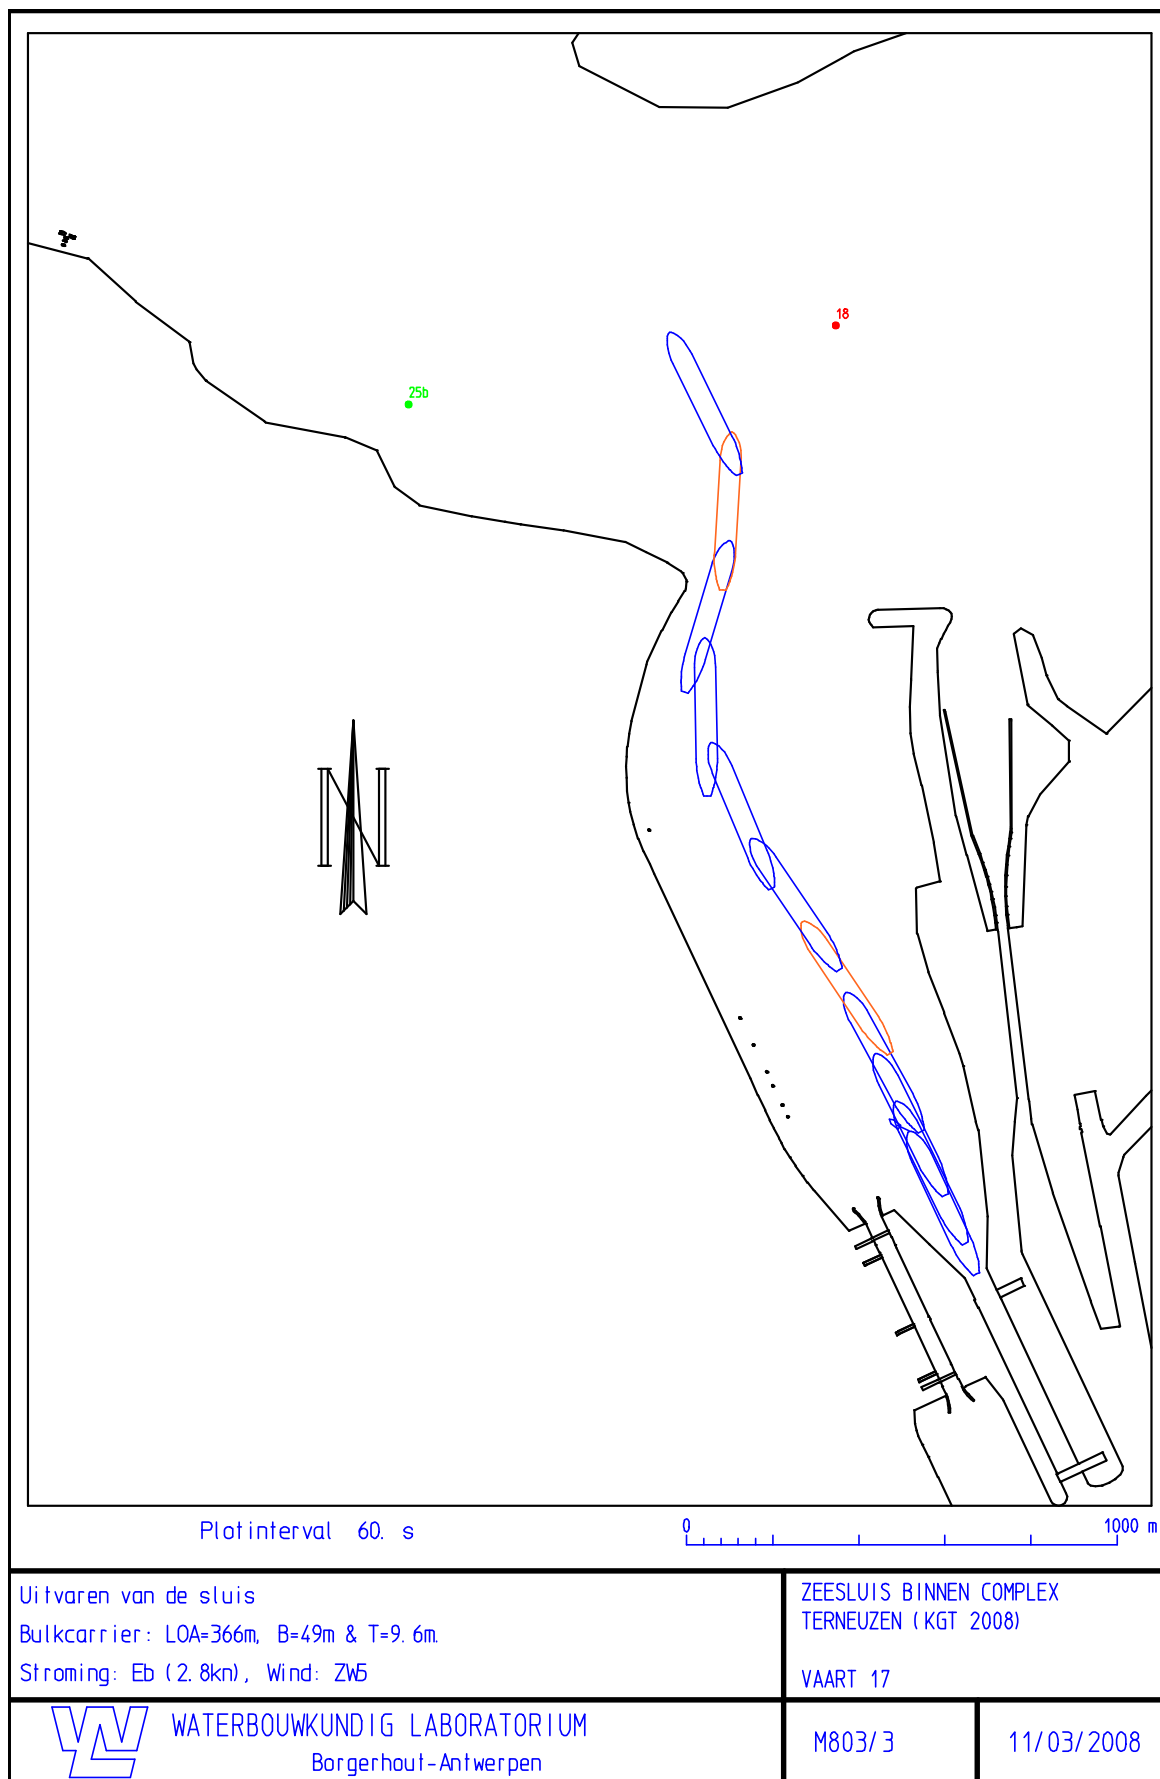 18
25b
N
Plotinterval 60. s
0 1000 m
Uitvaren van de sluis
Bulkcarrier: LOA=366m, B=49m & T=9.6m.
Stroming: Eb (2.8kn), Wind: ZW5
ZEESLUIS BINNEN COMPLEX
TERNEUZEN (KGT 2008)
VAART 17
WL
WATERBOUWKUNDIG LABORATORIUM
Borgerhout-Antwerpen
M803/3
11/03/2008